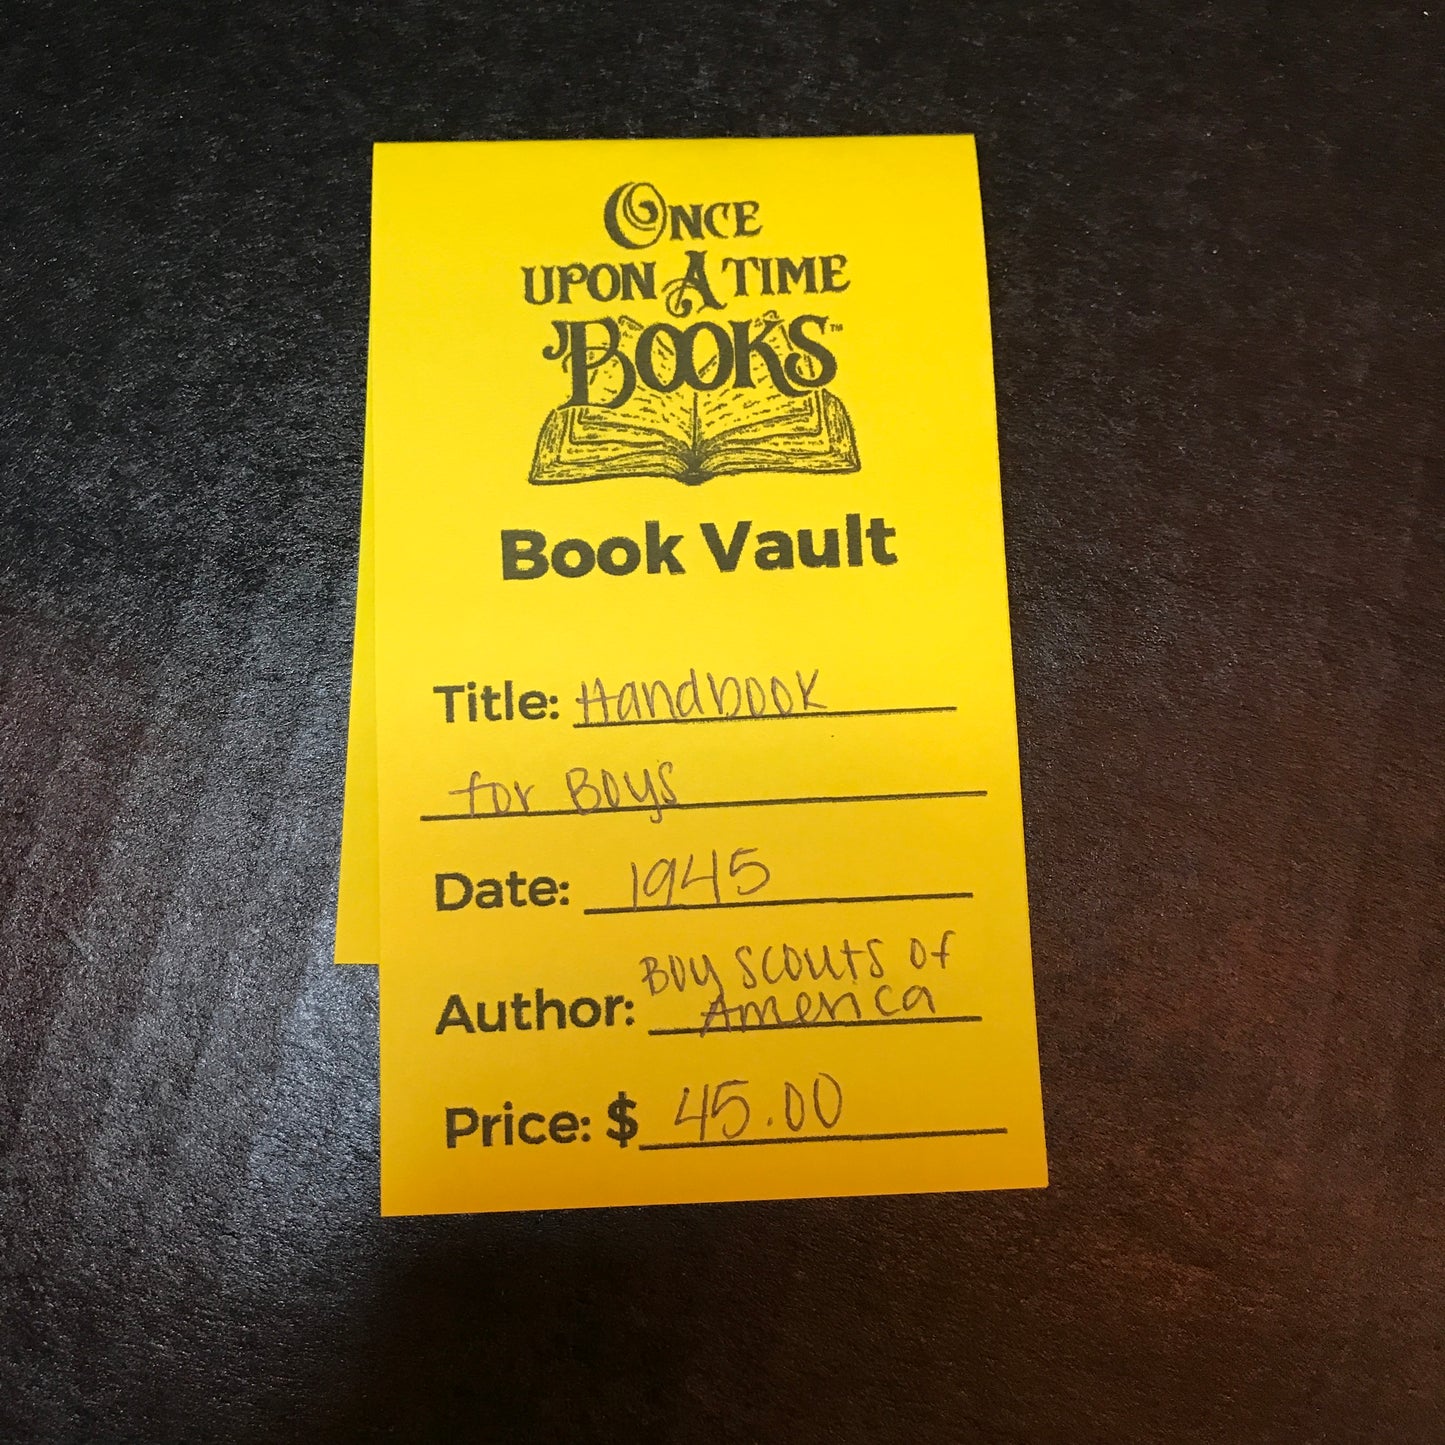 ONCE
UPON A TIME
BOOKS™
Book Vault
Title: Handbook
for Boys
Date: 1945
Boy Scouts of
Author: America
Price: $ 45.00